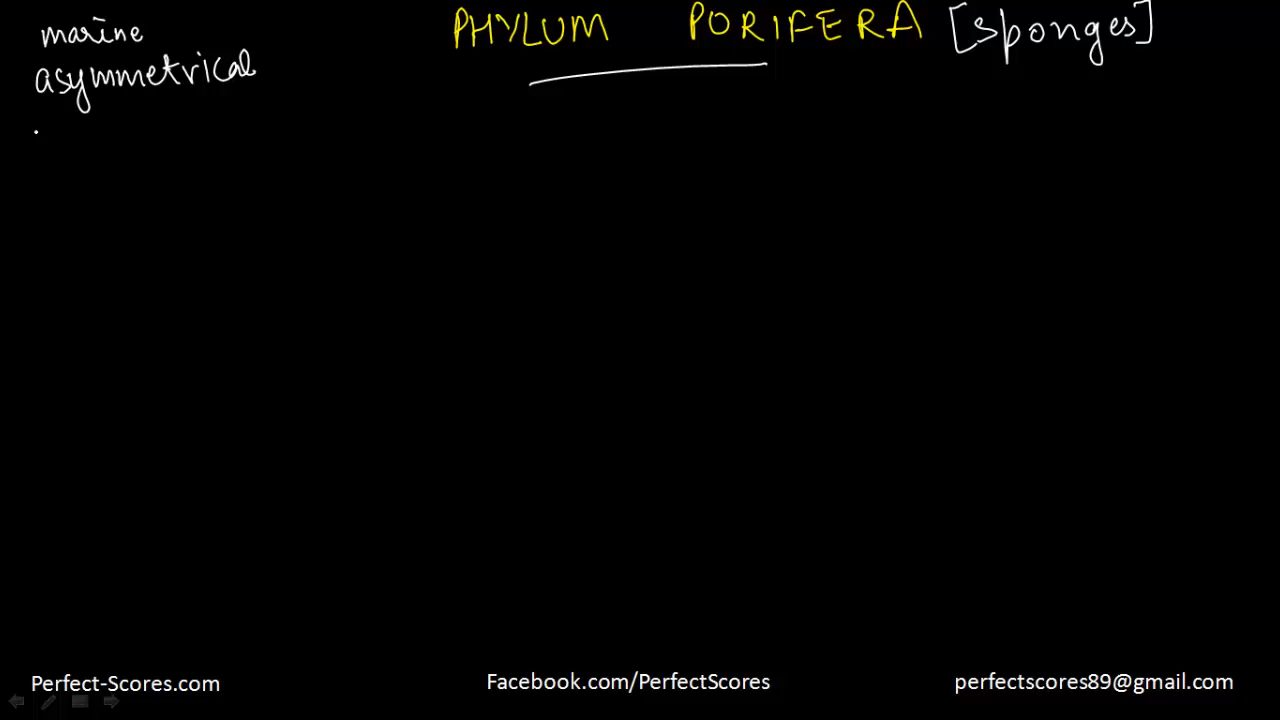 PHYLUM PORIFERA [sponges]
marine
asymmetrical
Perfect-Scores.com Facebook.com/PerfectScores perfectscores89@gmail.com